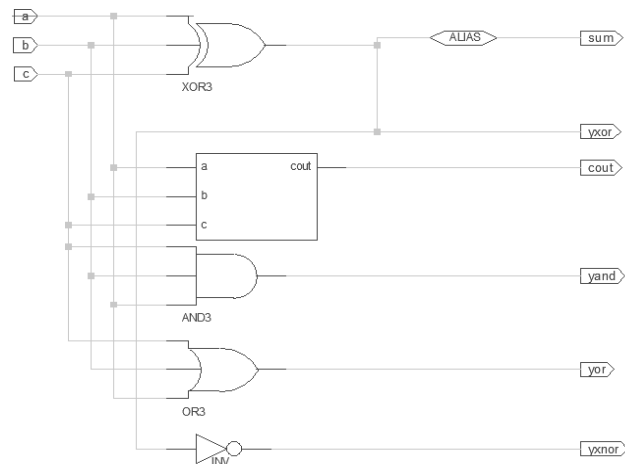 a
b
c
XOR3
ALIAS
sum
yxor
a
b
c
cout
cout
AND3
yand
OR3
yor
INV
yxnor